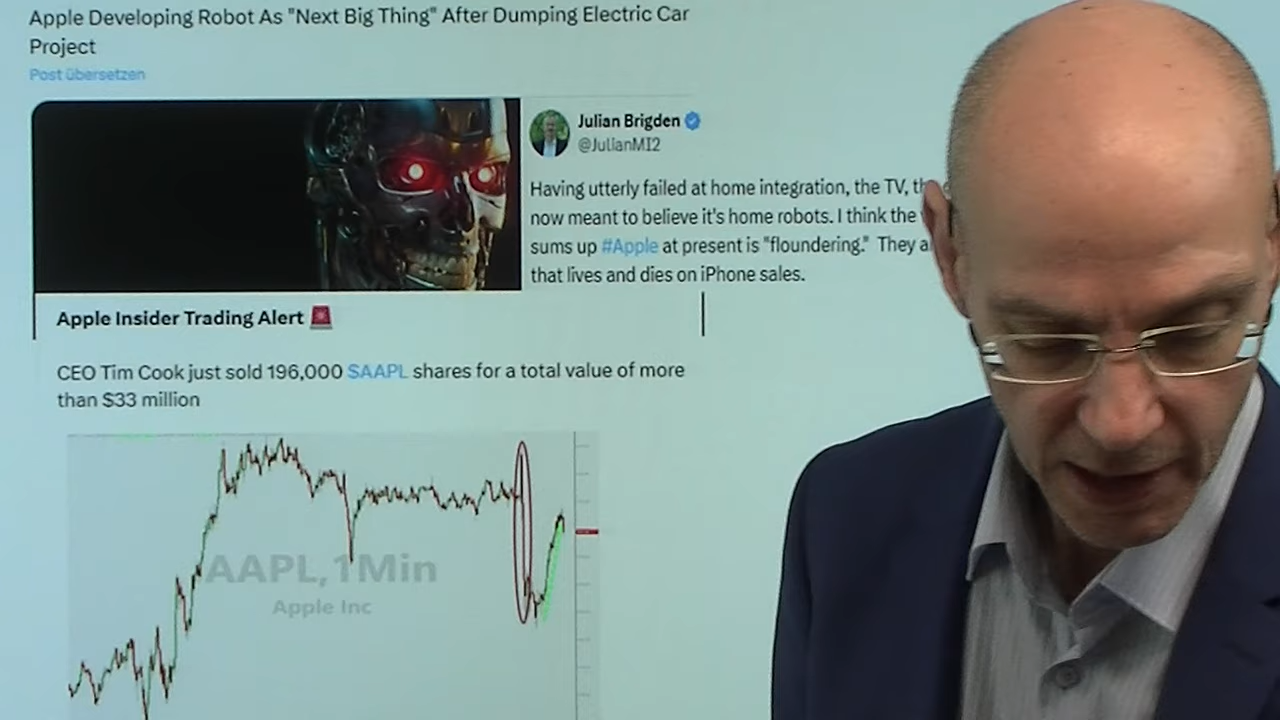 Apple Developing Robot As "Next Big Thing" After Dumping Electric Car
Project
Post übersetzen
Julian Brigden
@JulianMI2
Having utterly failed at home integration, the TV,
now meant to believe it's home robots. I think the
sums up #Apple at present is "floundering." They
that lives and dies on iPhone sales.
Apple Insider Trading Alert
CEO Tim Cook just sold 196,000 $AAPL shares for a total value of more
than $33 million
AAPL, 1Min
Apple Inc